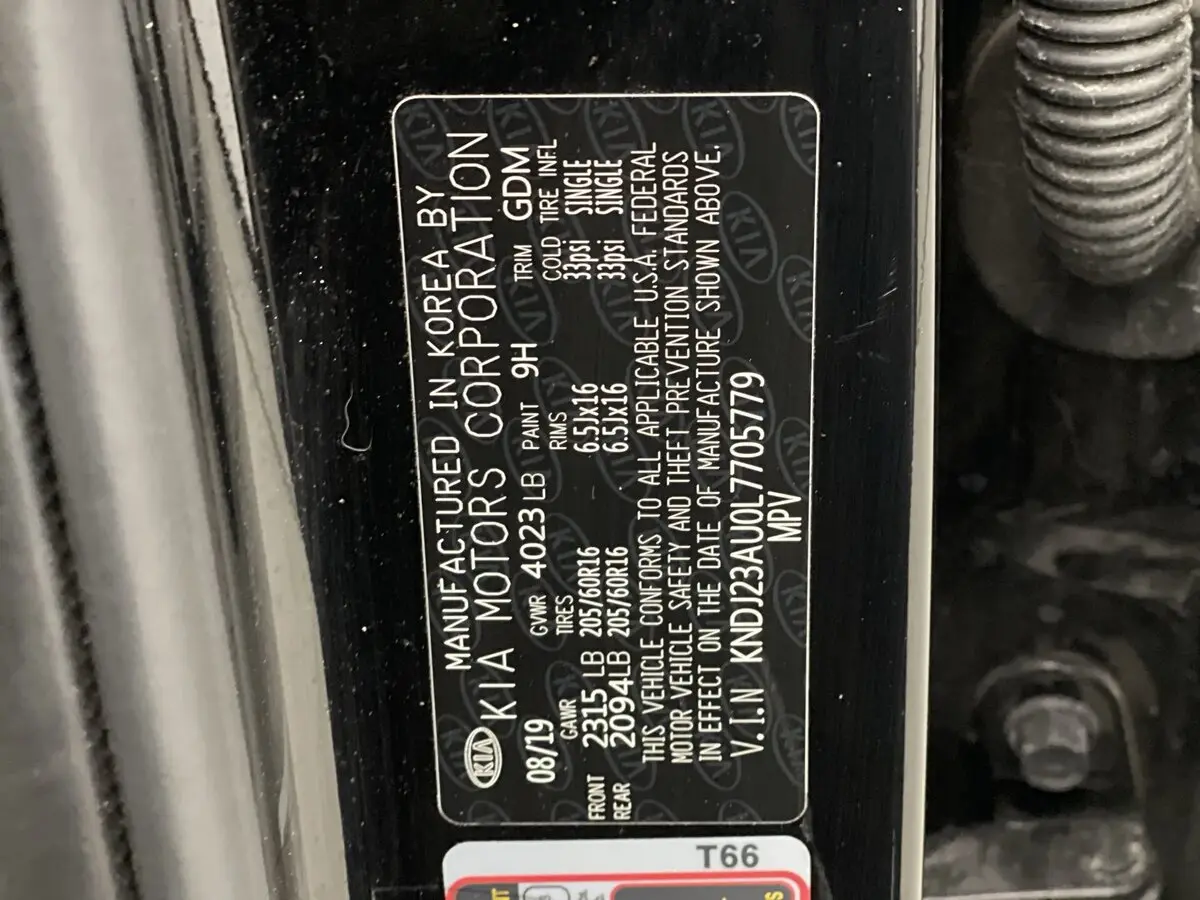 KIA
MANUFACTURED IN KOREA BY
KIA MOTORS CORPORATION
08/19 GVWR 4023 LB PAINT 9H TRIM GDM
GAWR TIRES RIMS COLD TIRE INFL
FRONT 2315 LB 205/60R16 6.5Jx16 33psi SINGLE
REAR 2094LB 205/60R16 6.5Jx16 33psi SINGLE
THIS VEHICLE CONFORMS TO ALL APPLICABLE U.S.A. FEDERAL
MOTOR VEHICLE SAFETY AND THEFT PREVENTION STANDARDS
IN EFFECT ON THE DATE OF MANUFACTURE SHOWN ABOVE.
V.I.N KNDJ23AU0L7705779
MPV
T66